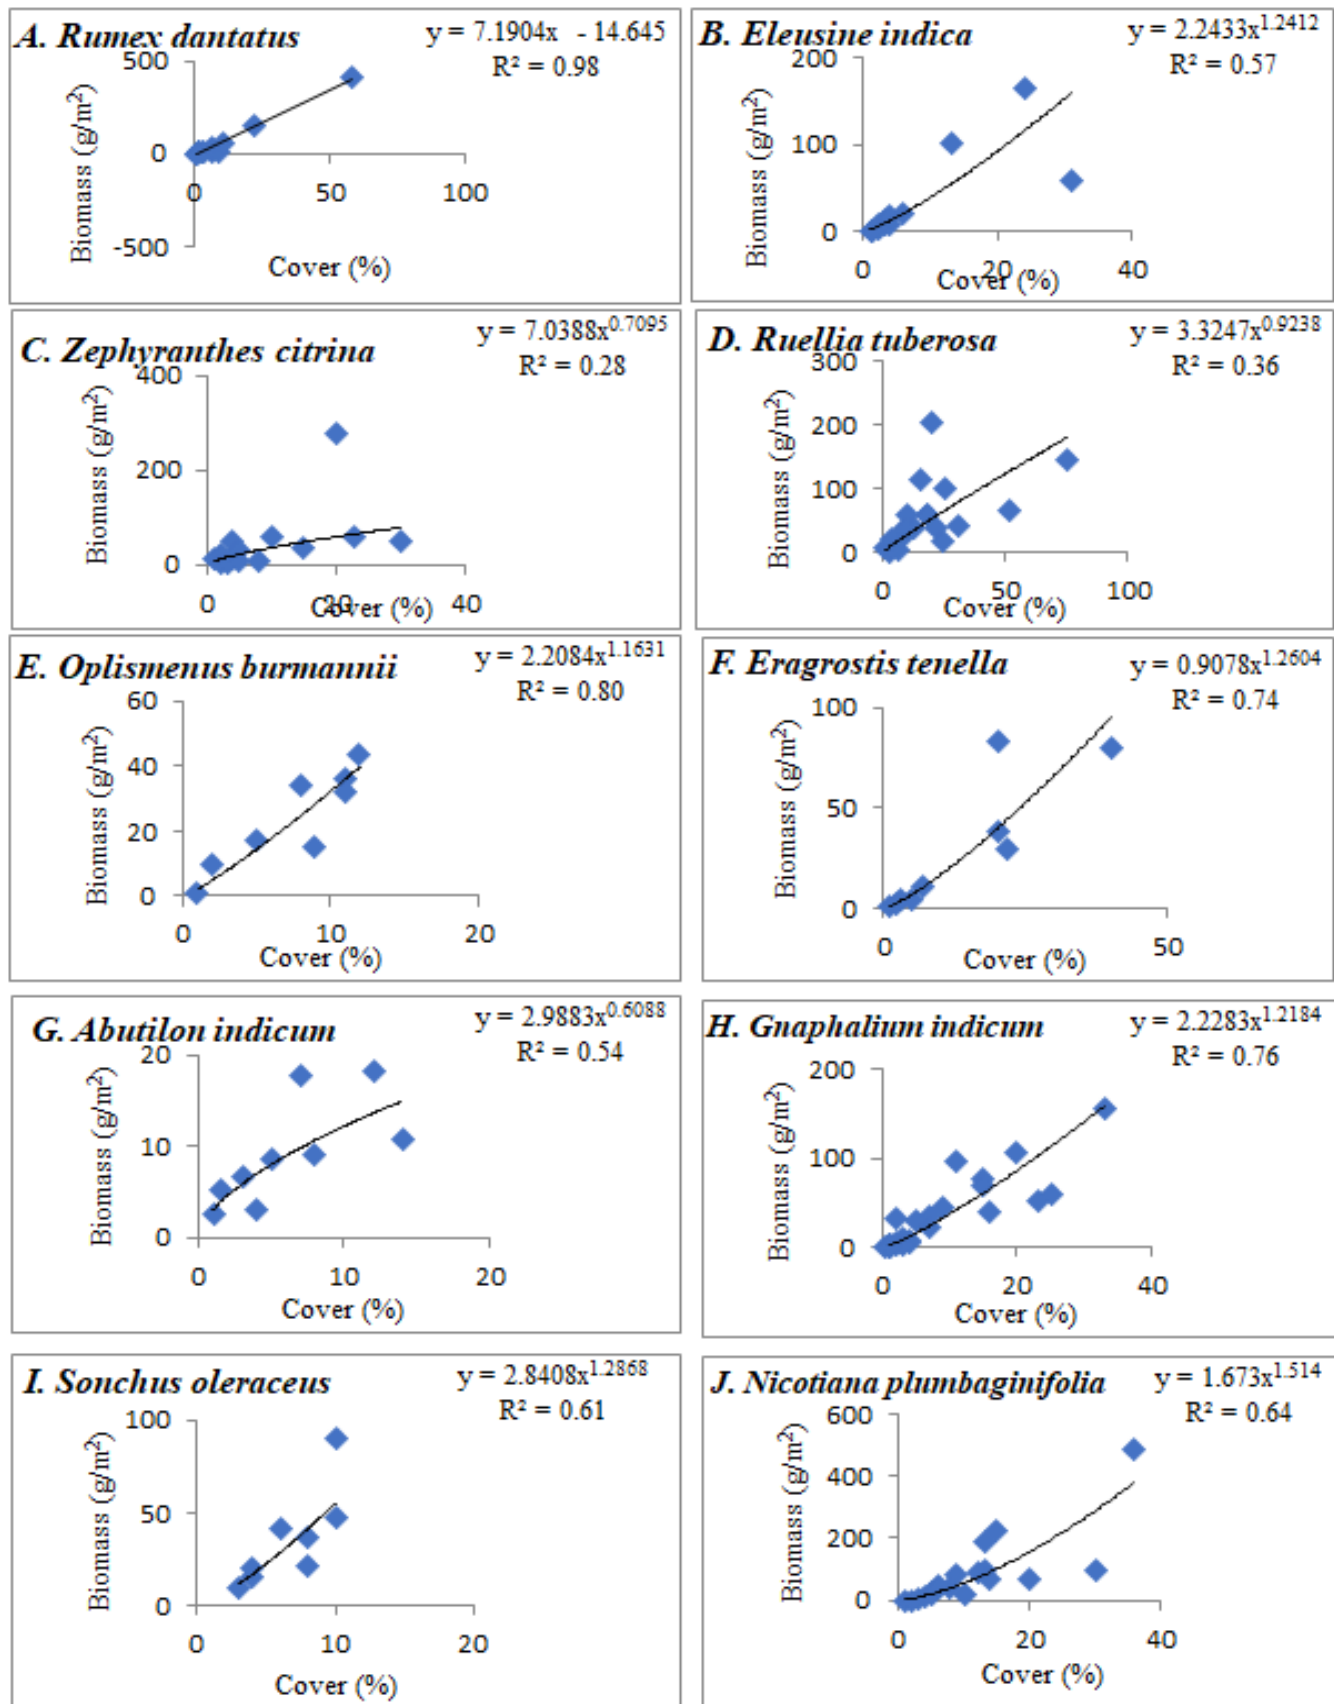 A. Rumex dantatus
y = 7.1904x - 14.645
R² = 0.98
Biomass (g/m²)
500
0
-500
0
50
100
Cover (%)
B. Eleusine indica
y = 2.2433x^1.2412
R² = 0.57
Biomass (g/m²)
200
100
0
0
20
40
Cover (%)
C. Zephyranthes citrina
y = 7.0388x^0.7095
R² = 0.28
Biomass (g/m²)
400
200
0
0
20
40
Cover (%)
D. Ruellia tuberosa
y = 3.3247x^0.9238
R² = 0.36
Biomass (g/m²)
300
200
100
0
0
50
100
Cover (%)
E. Oplismenus burmannii
y = 2.2084x^1.1631
R² = 0.80
Biomass (g/m²)
60
40
20
0
0
10
20
Cover (%)
F. Eragrostis tenella
y = 0.9078x^1.2604
R² = 0.74
Biomass (g/m²)
100
50
0
0
50
Cover (%)
G. Abutilon indicum
y = 2.9883x^0.6088
R² = 0.54
Biomass (g/m²)
20
10
0
0
10
20
Cover (%)
H. Gnaphalium indicum
y = 2.2283x^1.2184
R² = 0.76
Biomass (g/m²)
200
100
0
0
20
40
Cover (%)
I. Sonchus oleraceus
y = 2.8408x^1.2868
R² = 0.61
Biomass (g/m²)
100
50
0
0
10
20
Cover (%)
J. Nicotiana plumbaginifolia
y = 1.673x^1.514
R² = 0.64
Biomass (g/m²)
600
400
200
0
0
20
40
Cover (%)